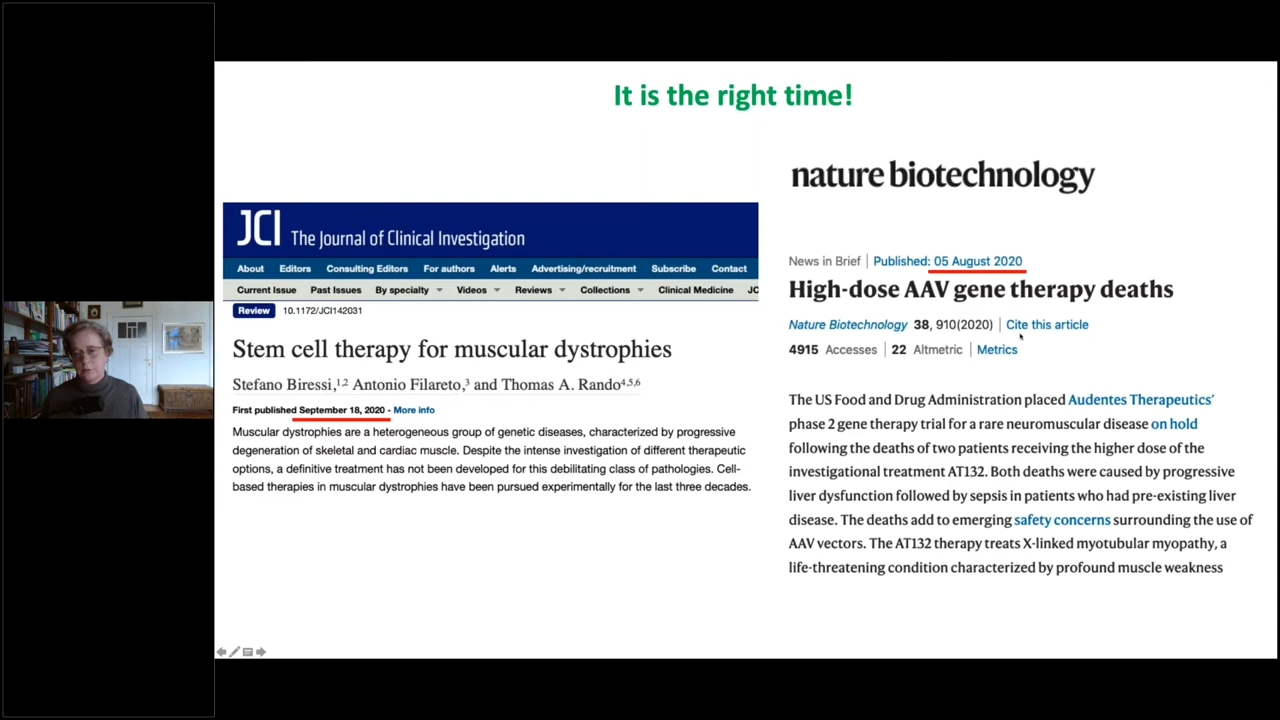 It is the right time!
JCI The Journal of Clinical Investigation
About Editors Consulting Editors For authors Alerts Advertising/recruitment Subscribe Contact
Current Issue Past Issues By specialty Videos Reviews Collections Clinical Medicine JC
Review 10.1172/JCI142031
Stem cell therapy for muscular dystrophies
Stefano Biressi,1,2 Antonio Filareto,3 and Thomas A. Rando4,5,6
First published September 18, 2020 - More info
Muscular dystrophies are a heterogeneous group of genetic diseases, characterized by progressive
degeneration of skeletal and cardiac muscle. Despite the intense investigation of different therapeutic
options, a definitive treatment has not been developed for this debilitating class of pathologies. Cell-
based therapies in muscular dystrophies have been pursued experimentally for the last three decades.
nature biotechnology
News in Brief | Published: 05 August 2020
High-dose AAV gene therapy deaths
Nature Biotechnology 38, 910(2020) | Cite this article
4915 Accesses | 22 Altmetric | Metrics
The US Food and Drug Administration placed Audentes Therapeutics'
phase 2 gene therapy trial for a rare neuromuscular disease on hold
following the deaths of two patients receiving the higher dose of the
investigational treatment AT132. Both deaths were caused by progressive
liver dysfunction followed by sepsis in patients who had pre-existing liver
disease. The deaths add to emerging safety concerns surrounding the use of
AAV vectors. The AT132 therapy treats X-linked myotubular myopathy, a
life-threatening condition characterized by profound muscle weakness